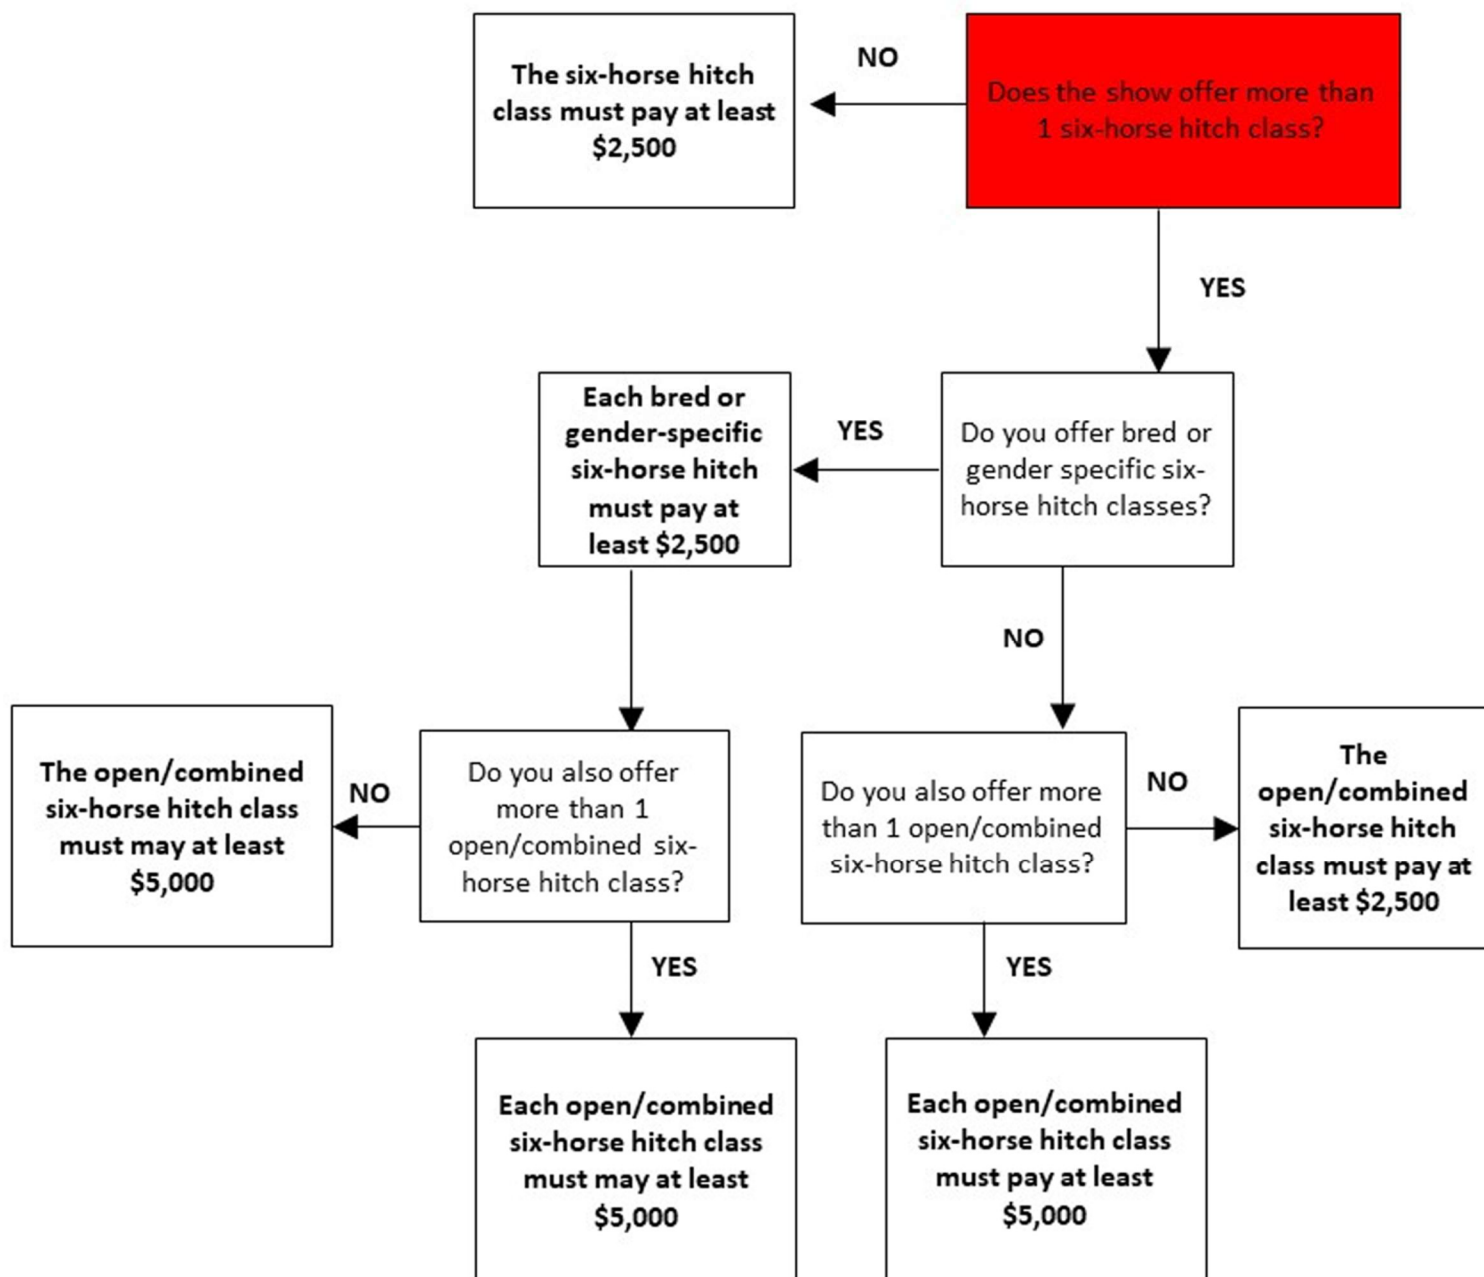 The six-horse hitch
class must pay at least
$2,500
NO
Does the show offer more than
1 six-horse hitch class?
YES
Each bred or
gender-specific
six-horse hitch
must pay at
least $2,500
YES
Do you offer bred or
gender specific six-
horse hitch classes?
NO
The open/combined
six-horse hitch class
must may at least
$5,000
NO
Do you also offer
more than 1
open/combined six-
horse hitch class?
Do you also offer more
than 1 open/combined
six-horse hitch class?
NO
The
open/combined
six-horse hitch
class must pay at
least $2,500
YES
YES
Each open/combined
six-horse hitch class
must may at least
$5,000
Each open/combined
six-horse hitch class
must pay at least
$5,000